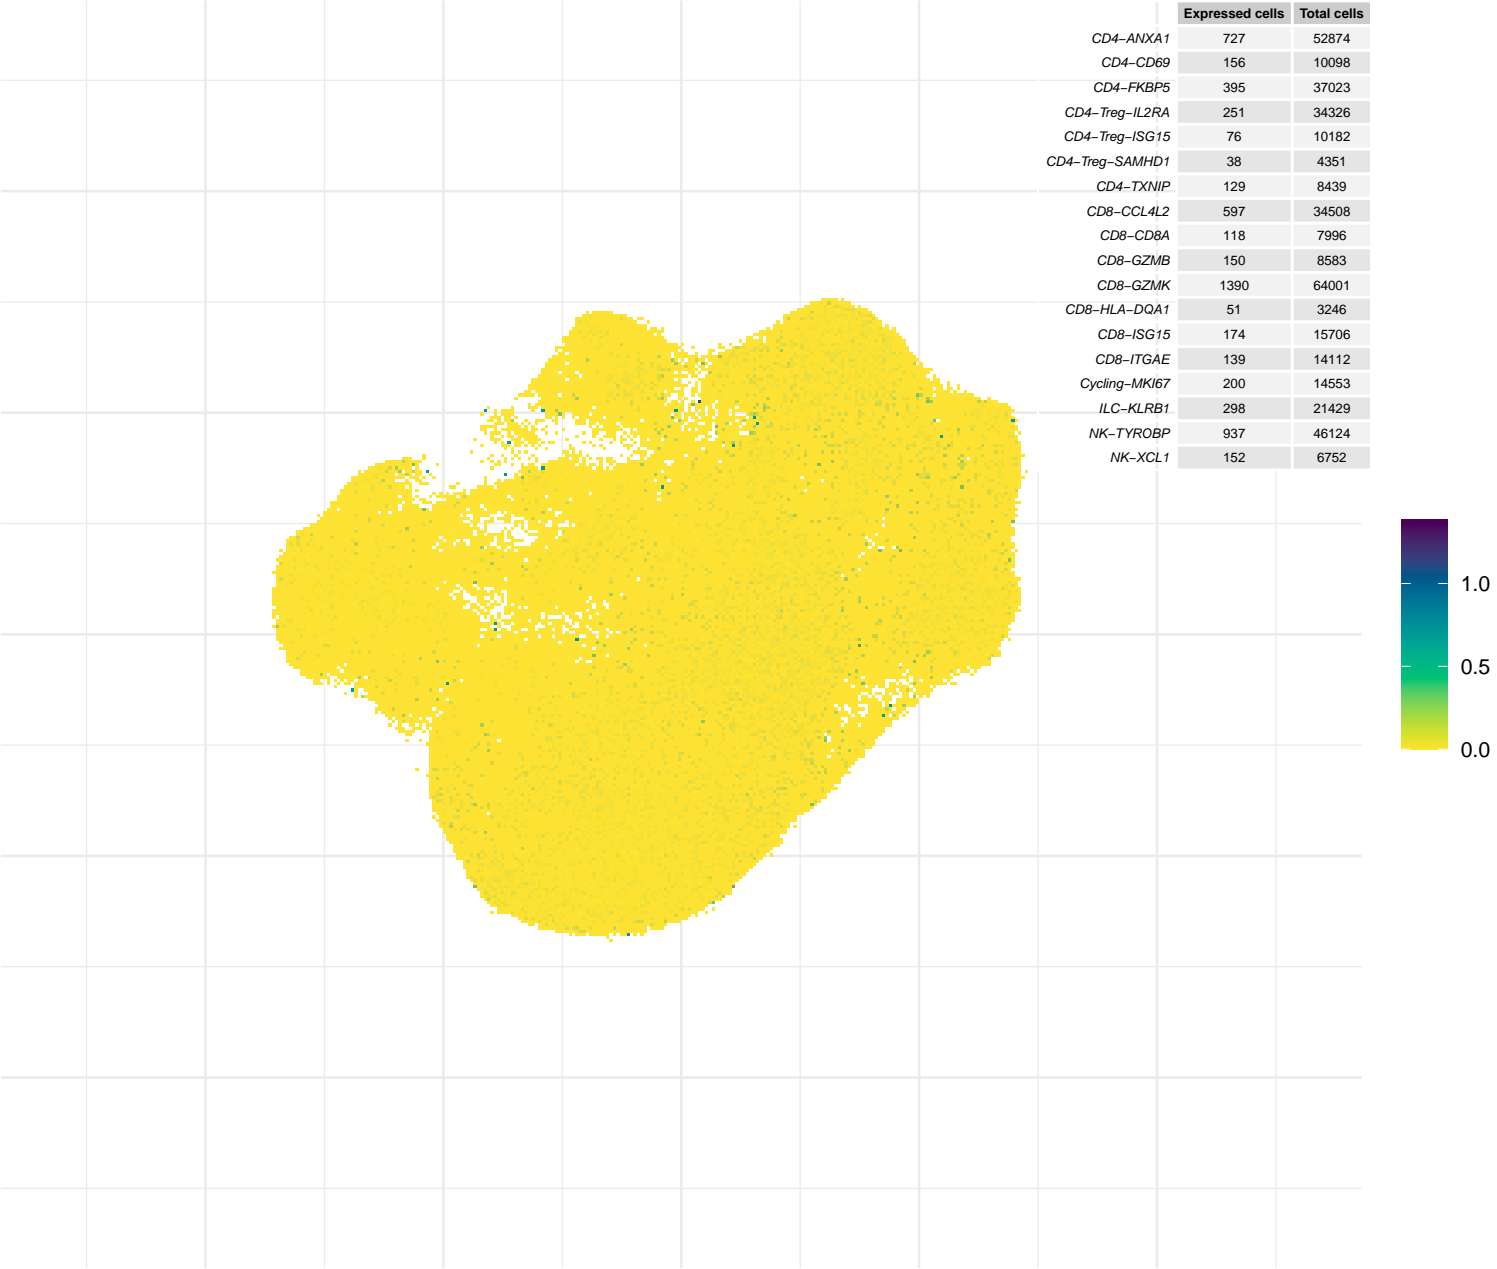 Expressed cells Total cells
CD4−ANXA1 727 52874
CD4−CD69 156 10098
CD4−FKBP5 395 37023
CD4−Treg−IL2RA 251 34326
CD4−Treg−ISG15 76 10182
CD4−Treg−SAMHD1 38 4351
CD4−TXNIP 129 8439
CD8−CCL4L2 597 34508
CD8−CD8A 118 7996
CD8−GZMB 150 8583
CD8−GZMK 1390 64001
CD8−HLA−DQA1 51 3246
CD8−ISG15 174 15706
CD8−ITGAE 139 14112
Cycling−MKI67 200 14553
ILC−KLRB1 298 21429
NK−TYROBP 937 46124
NK−XCL1 152 6752
1.0
0.5
0.0